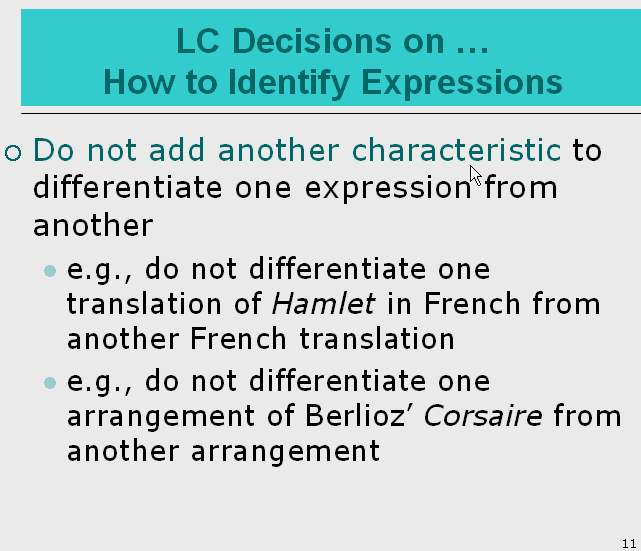 LC Decisions on …
How to Identify Expressions
Do not add another characteristic to
differentiate one expression from
another
e.g., do not differentiate one
translation of Hamlet in French from
another French translation
e.g., do not differentiate one
arrangement of Berlioz’ Corsaire from
another arrangement
11